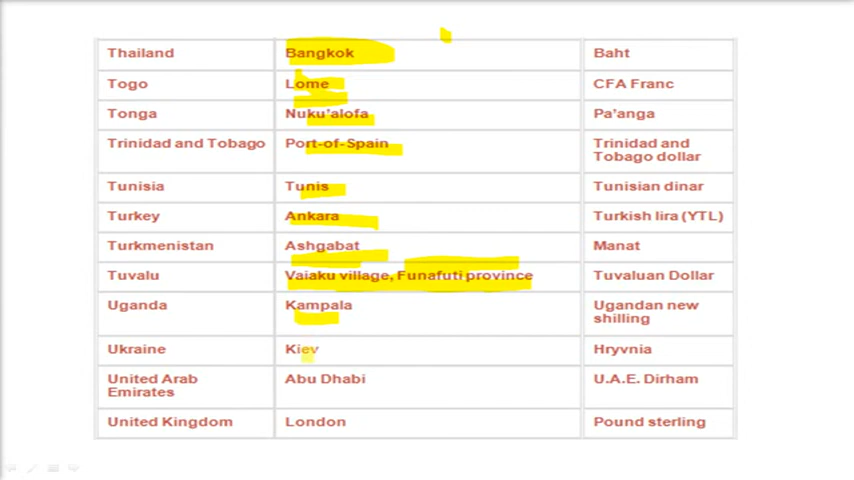 Thailand Bangkok Baht
Togo Lome CFA Franc
Tonga Nuku'alofa Pa'anga
Trinidad and Tobago Port-of-Spain Trinidad and
Tobago dollar
Tunisia Tunis Tunisian dinar
Turkey Ankara Turkish lira (YTL)
Turkmenistan Ashgabat Manat
Tuvalu Vaiaku village, Funafuti province Tuvaluan Dollar
Uganda Kampala Ugandan new
shilling
Ukraine Kiev Hryvnia
United Arab Abu Dhabi U.A.E. Dirham
Emirates
United Kingdom London Pound sterling